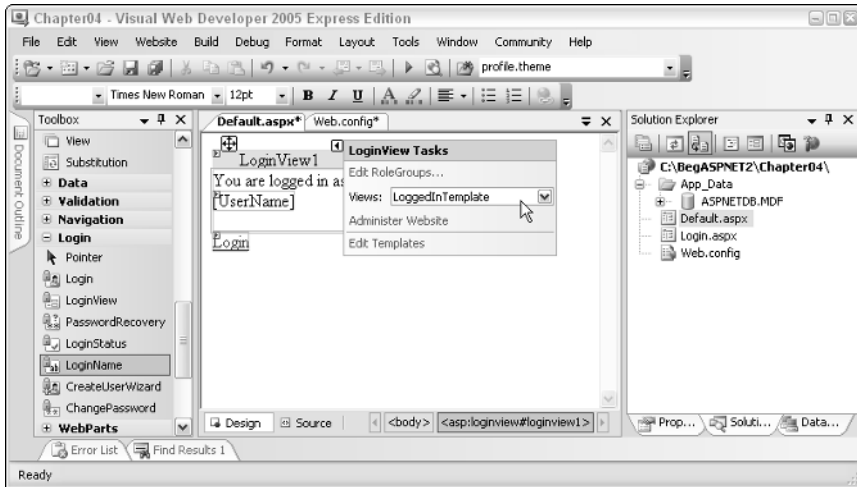 Chapter04 - Visual Web Developer 2005 Express Edition
File Edit View Website Build Debug Format Layout Tools Window Community Help
profile.theme
Times New Roman 12pt B I U A
Toolbox
View
Substitution
Data
Validation
Navigation
Login
Pointer
Login
LoginView
PasswordRecovery
LoginStatus
LoginName
CreateUserWizard
ChangePassword
WebParts
Document Outline
Default.aspx* Web.config*
LoginView1
You are logged in as
[UserName]
Login
LoginView Tasks
Edit RoleGroups...
Views: LoggedInTemplate
Administer Website
Edit Templates
Design Source <body> <asp:loginview#loginview1>
Solution Explorer
C:\BegASPNET2\Chapter04\
App_Data
ASPNETDB.MDF
Default.aspx
Login.aspx
Web.config
Prop... Soluti... Data...
Error List Find Results 1
Ready